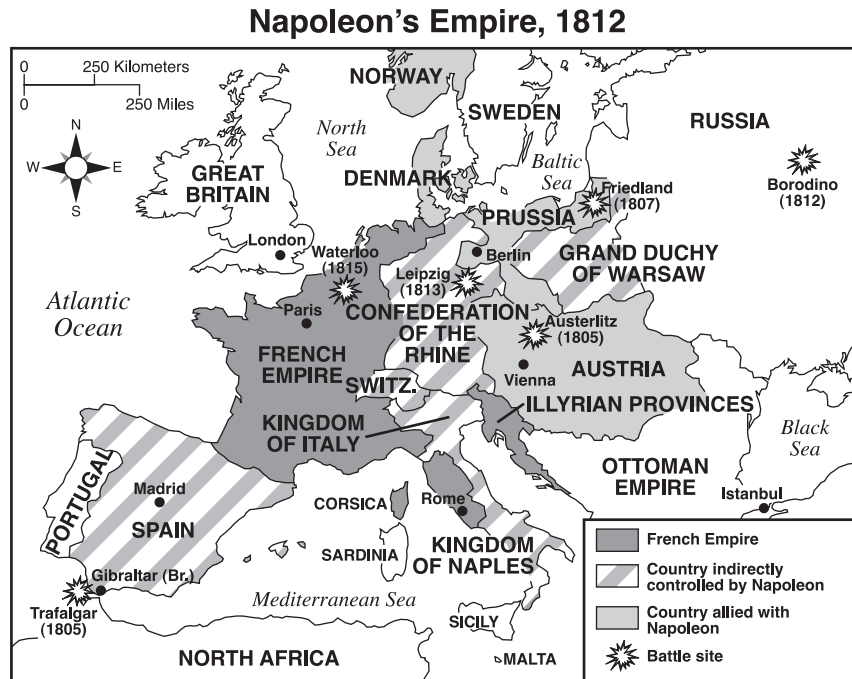 Napoleon's Empire, 1812
0 250 Kilometers
0 250 Miles
N
W E
S
NORWAY
SWEDEN
RUSSIA
North
Sea
Baltic
Sea
GREAT
BRITAIN
DENMARK
Friedland
(1807)
Borodino
(1812)
PRUSSIA
London
Waterloo
(1815)
Berlin
Leipzig
(1813)
GRAND DUCHY
OF WARSAW
Atlantic
Ocean
Paris
CONFEDERATION
OF THE
RHINE
Austerlitz
(1805)
FRENCH
EMPIRE
Vienna
AUSTRIA
SWITZ.
ILLYRIAN PROVINCES
KINGDOM
OF ITALY
Black
Sea
OTTOMAN
EMPIRE
PORTUGAL
Madrid
SPAIN
CORSICA
Rome
Istanbul
SARDINIA
KINGDOM
OF NAPLES
Gibraltar (Br.)
Trafalgar
(1805)
Mediterranean Sea
SICILY
NORTH AFRICA
MALTA
French Empire
Country indirectly
controlled by Napoleon
Country allied with
Napoleon
Battle site